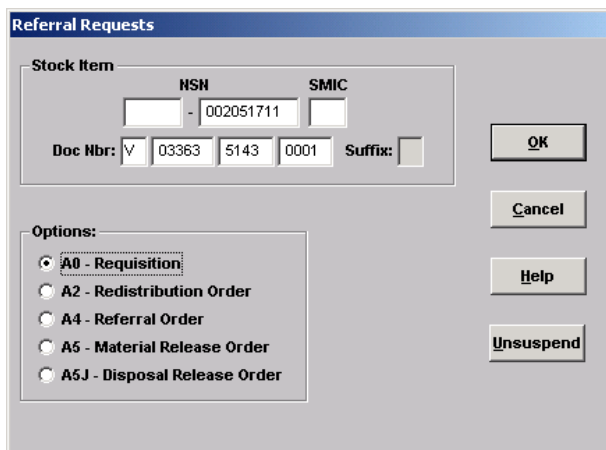 Referral Requests
Stock Item
NSN SMIC
- 002051711
Doc Nbr: V 03363 5143 0001 Suffix:
OK
Cancel
Options:
A0 - Requisition
A2 - Redistribution Order
Help
A4 - Referral Order
A5 - Material Release Order
Unsuspend
A5J - Disposal Release Order